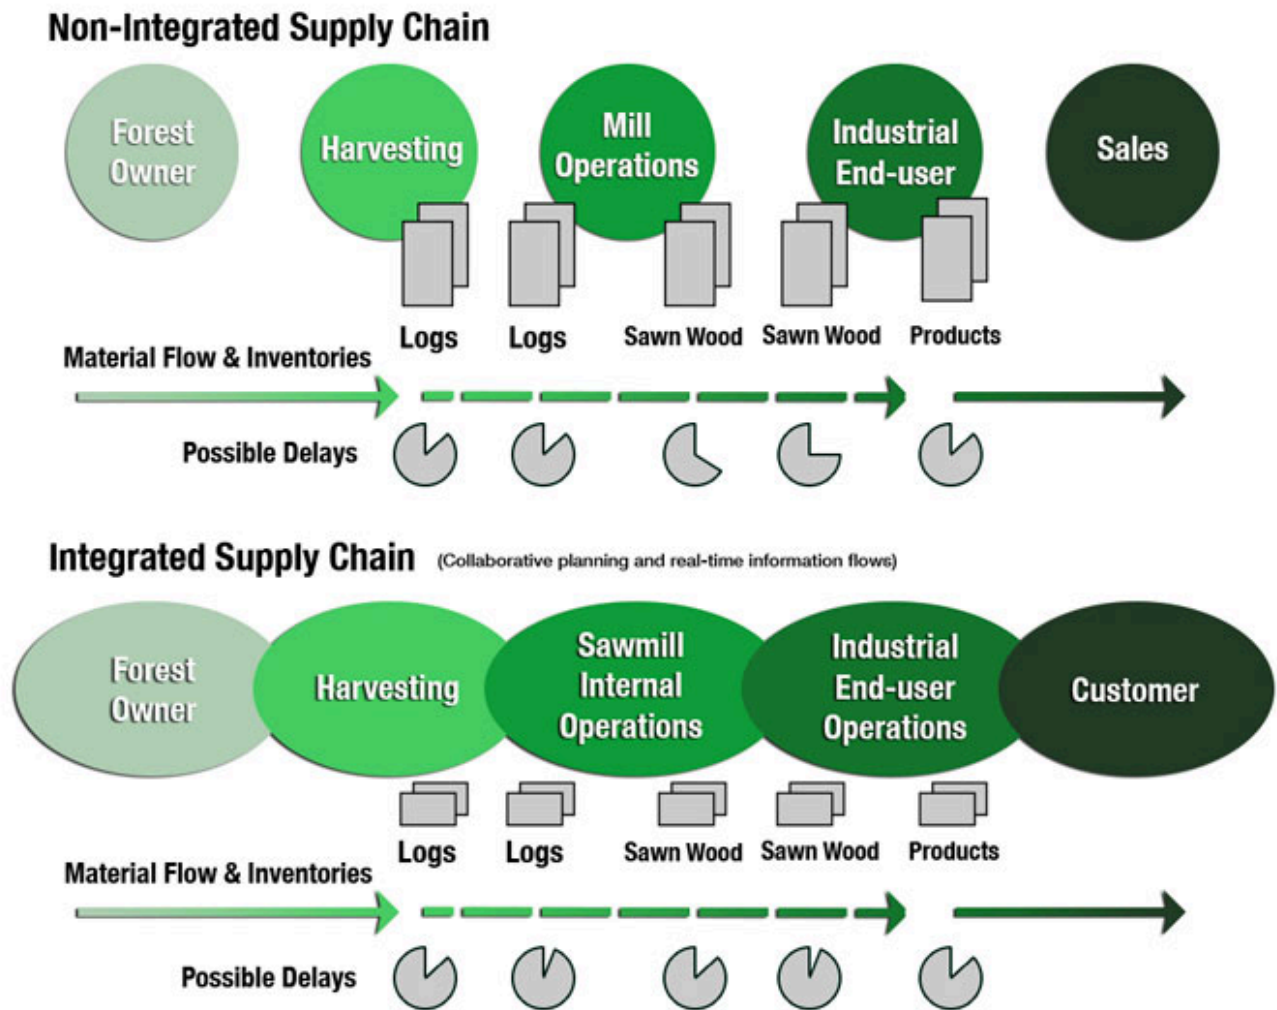 Non-Integrated Supply Chain
Forest
Owner
Harvesting
Mill
Operations
Industrial
End-user
Sales
Logs
Logs
Sawn Wood
Sawn Wood
Products
Material Flow & Inventories
Possible Delays
Integrated Supply Chain (Collaborative planning and real-time information flows)
Forest
Owner
Harvesting
Sawmill
Internal
Operations
Industrial
End-user
Operations
Customer
Logs
Logs
Sawn Wood
Sawn Wood
Products
Material Flow & Inventories
Possible Delays